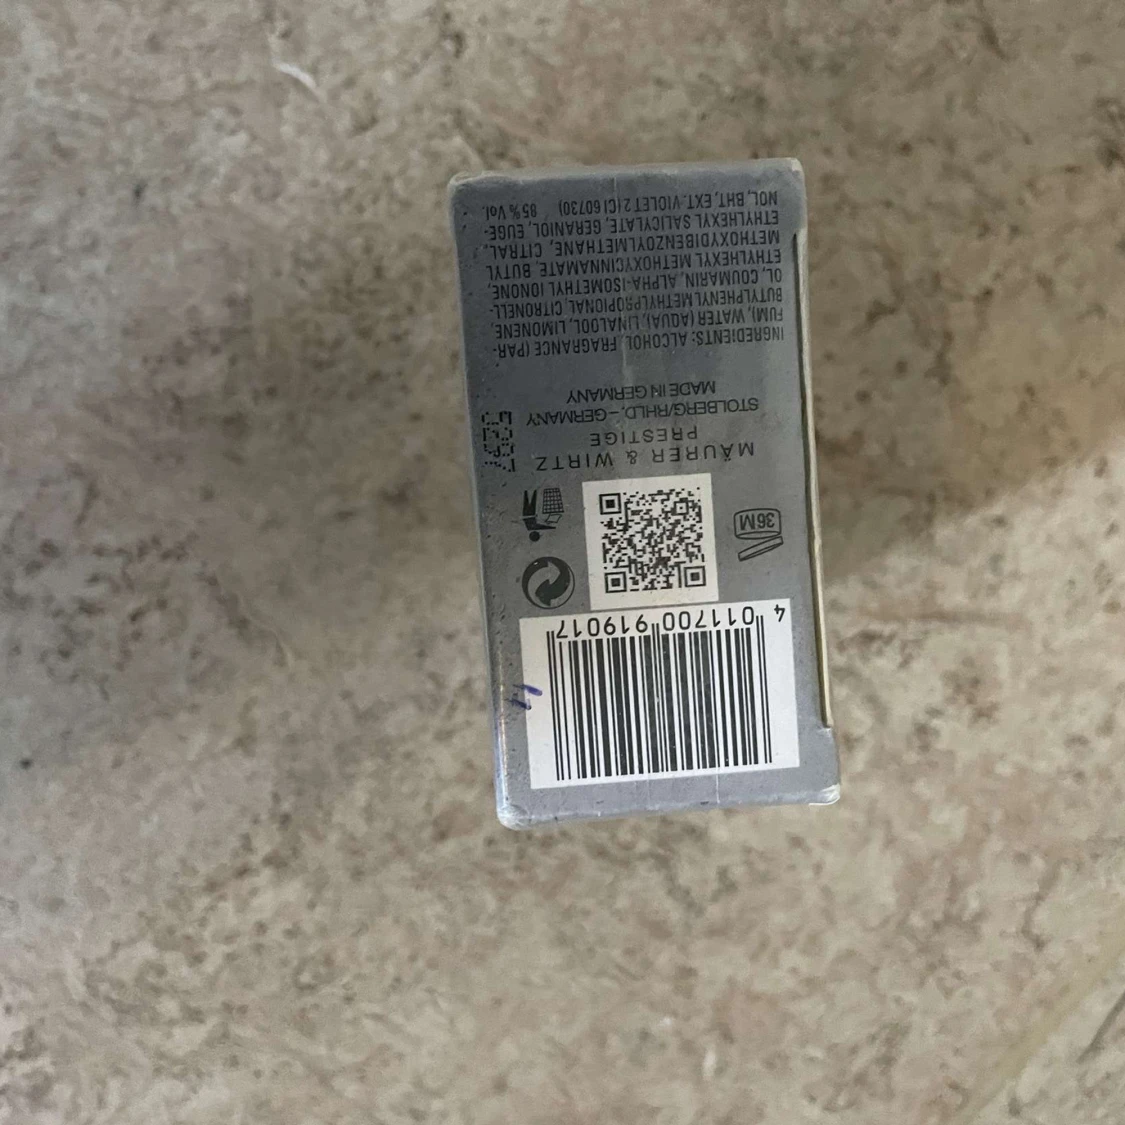 4 011700 919017
36M
MÄURER & WIRTZ
PRESTIGE
STOLBERG/RHLD. – GERMANY
MADE IN GERMANY
INGREDIENTS: ALCOHOL, FRAGRANCE (PAR-
FUM), WATER (AQUA), LINALOOL, LIMONENE,
BUTYLPHENYL METHYLPROPIONAL, CITRONELL-
OL, COUMARIN, ALPHA-ISOMETHYL IONONE,
ETHYLHEXYL METHOXYCINNAMATE, BUTYL
METHOXYDIBENZOYLMETHANE, CITRAL,
ETHYLHEXYL SALICYLATE, GERANIOL, EUGE-
NOL, BHT, EXT. VIOLET 2 (CI 60730) 85 % Vol.